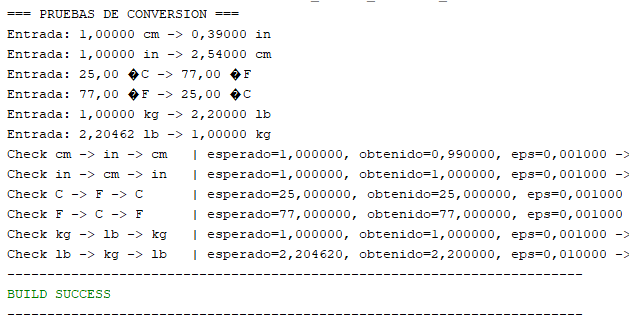 === PRUEBAS DE CONVERSION ===
Entrada: 1,00000 cm -> 0,39000 in
Entrada: 1,00000 in -> 2,54000 cm
Entrada: 25,00 �C -> 77,00 �F
Entrada: 77,00 �F -> 25,00 �C
Entrada: 1,00000 kg -> 2,20000 lb
Entrada: 2,20462 lb -> 1,00000 kg
Check cm -> in -> cm   | esperado=1,000000, obtenido=0,990000, eps=0,001000 ->
Check in -> cm -> in   | esperado=1,000000, obtenido=1,000000, eps=0,001000 ->
Check C -> F -> C      | esperado=25,000000, obtenido=25,000000, eps=0,001000
Check F -> C -> F      | esperado=77,000000, obtenido=77,000000, eps=0,001000
Check kg -> lb -> kg   | esperado=1,000000, obtenido=1,000000, eps=0,001000 ->
Check lb -> kg -> lb   | esperado=2,204620, obtenido=2,200000, eps=0,010000 ->
------------------------------------------------------------------------
BUILD SUCCESS
------------------------------------------------------------------------